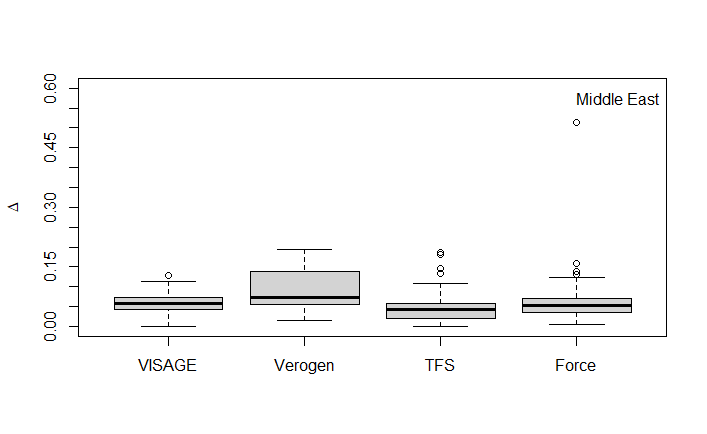 Middle East
0.60
0.45
0.30
0.15
0.00
Δ
VISAGE Verogen TFS Force